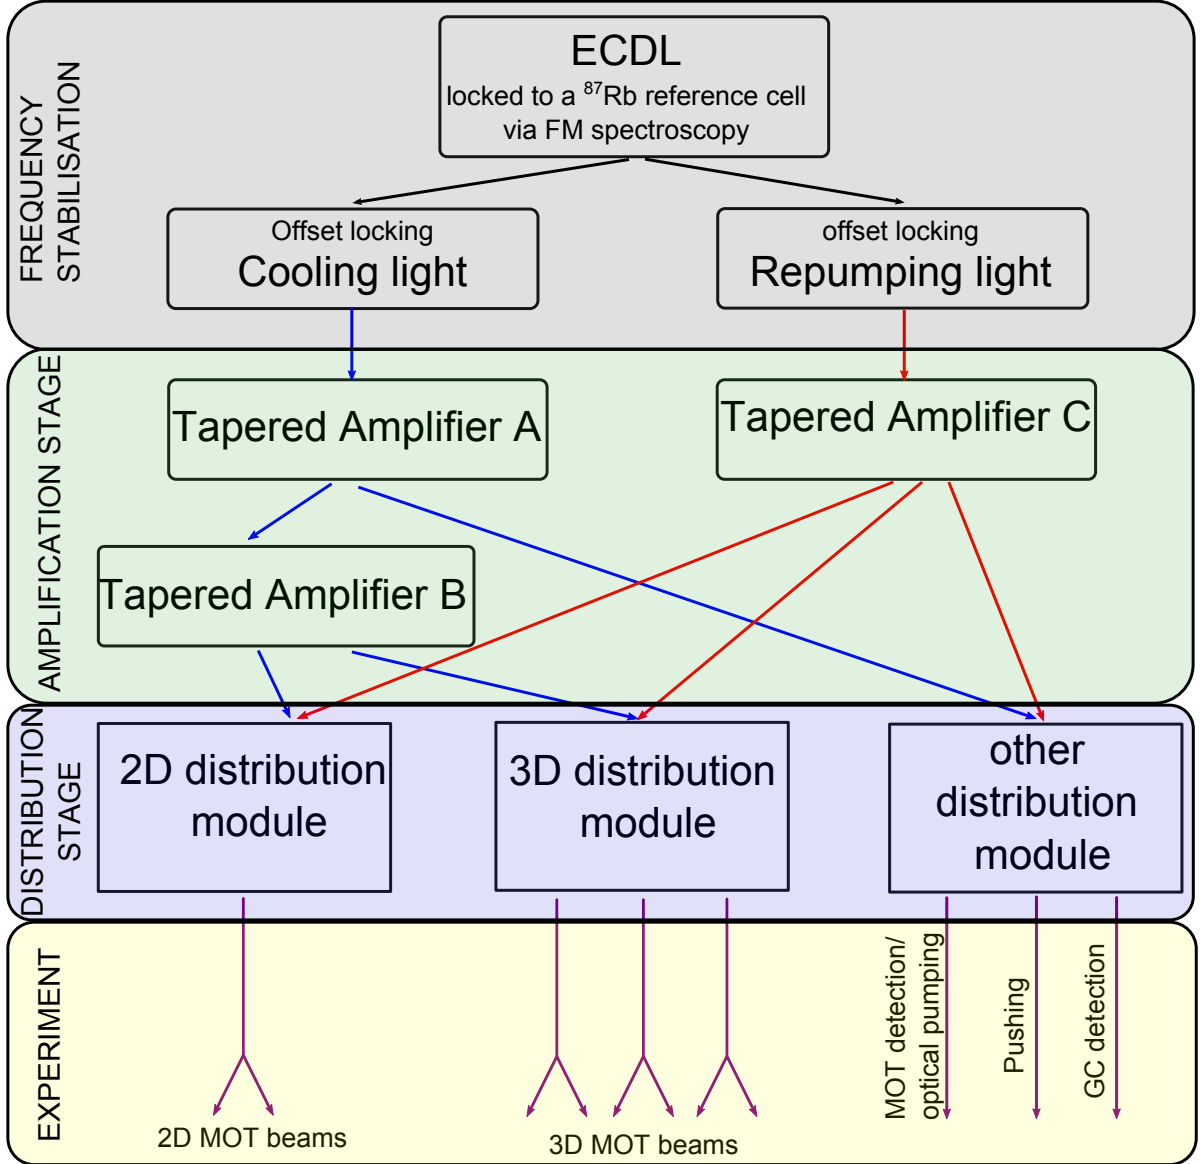 FREQUENCY
STABILISATION
ECDL
locked to a ⁸⁷Rb reference cell
via FM spectroscopy
Offset locking
Cooling light
offset locking
Repumping light
AMPLIFICATION STAGE
Tapered Amplifier A
Tapered Amplifier C
Tapered Amplifier B
DISTRIBUTION
STAGE
2D distribution
module
3D distribution
module
other
distribution
module
EXPERIMENT
2D MOT beams
3D MOT beams
MOT detection/
optical pumping
Pushing
GC detection